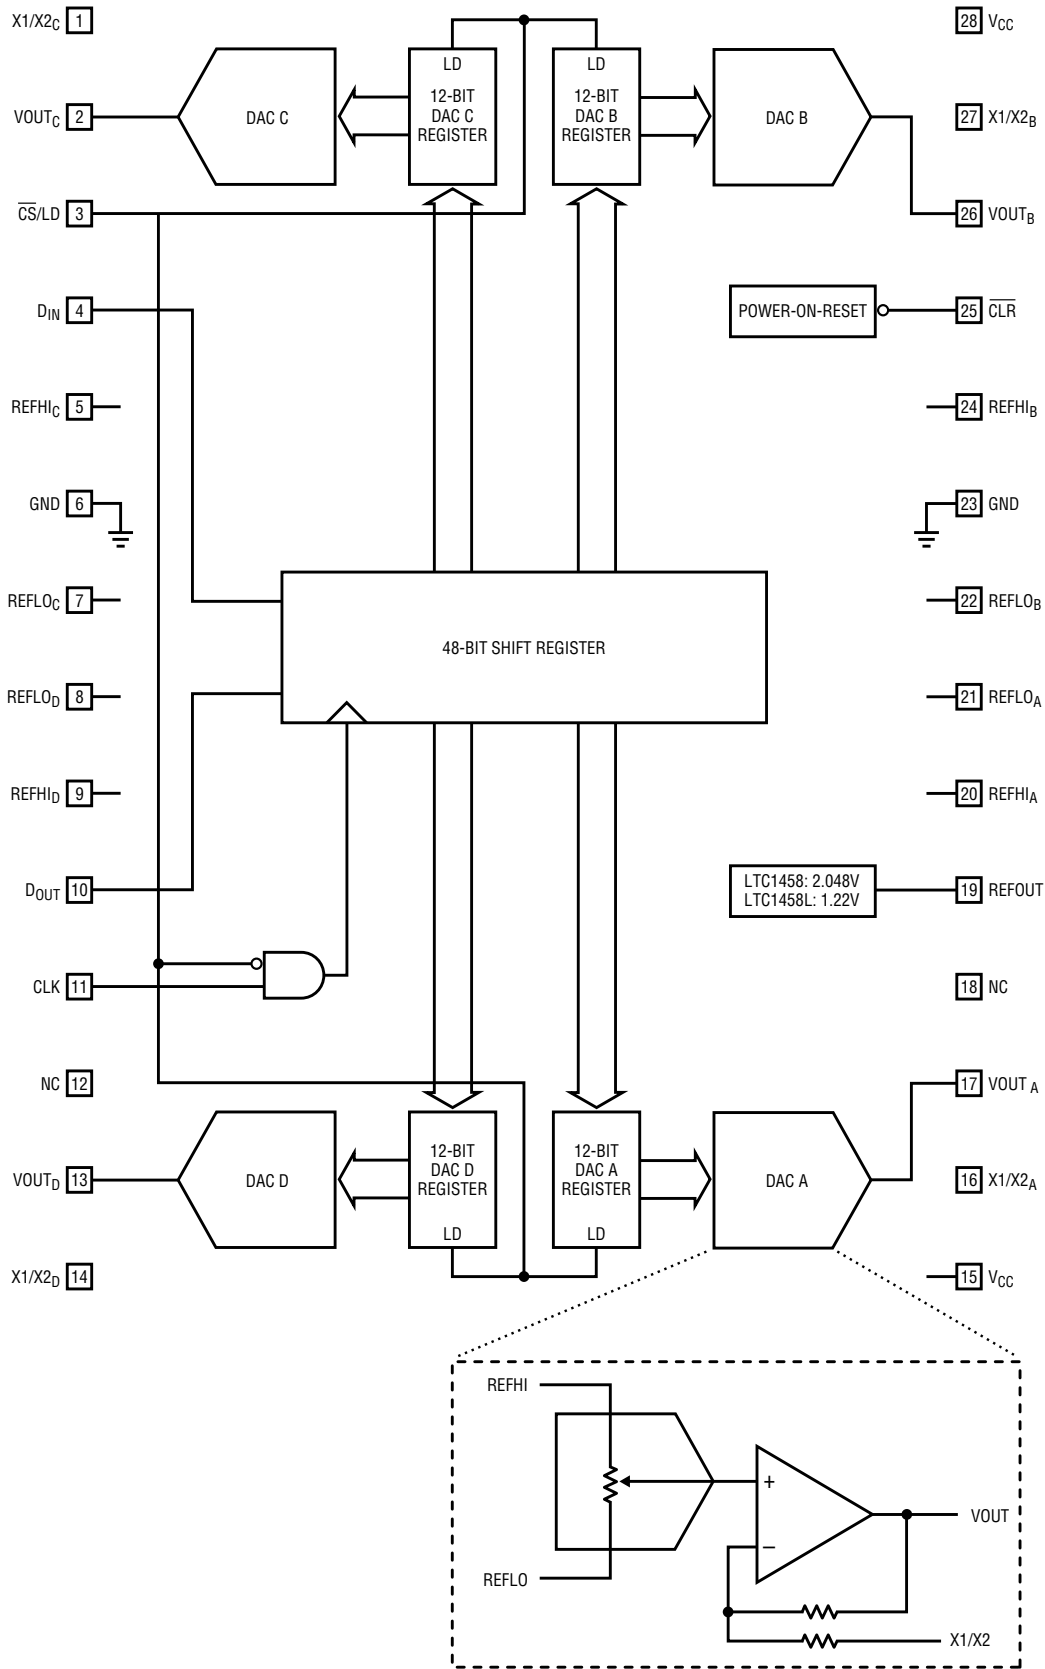 X1/X2C 1
LD
LD
28 VCC
VOUTC 2
DAC C
12-BIT
DAC C
REGISTER
12-BIT
DAC B
REGISTER
DAC B
27 X1/X2B
CS/LD 3
26 VOUTB
DIN 4
POWER-ON-RESET
25 CLR
REFHIC 5
24 REFHIB
GND 6
23 GND
REFLOC 7
22 REFLOB
48-BIT SHIFT REGISTER
REFLOD 8
21 REFLOA
REFHID 9
20 REFHIA
DOUT 10
LTC1458: 2.048V
LTC1458L: 1.22V
19 REFOUT
CLK 11
18 NC
NC 12
17 VOUT A
VOUTD 13
DAC D
12-BIT
DAC D
REGISTER
LD
12-BIT
DAC A
REGISTER
LD
DAC A
16 X1/X2A
X1/X2D 14
15 VCC
REFHI
+
VOUT
–
REFLO
X1/X2